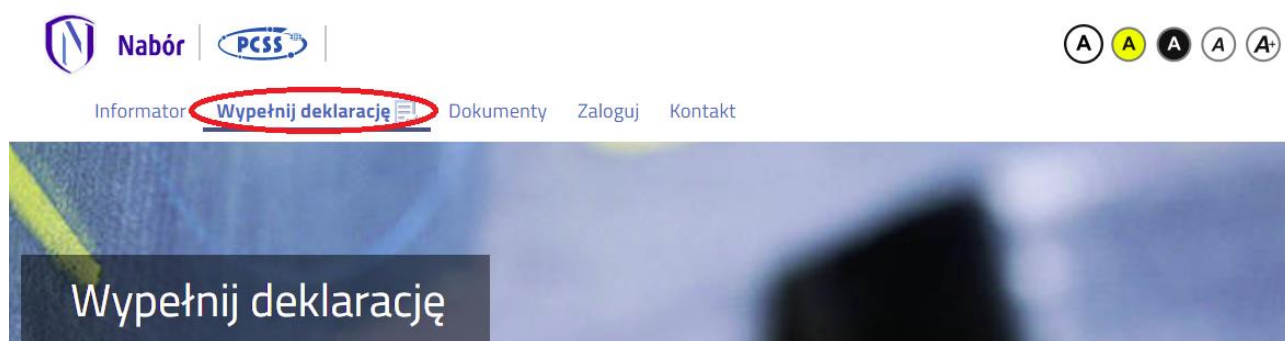 Nabór PCSS A A A A A+
Informator Wypełnij deklarację Dokumenty Zaloguj Kontakt
Wypełnij deklarację